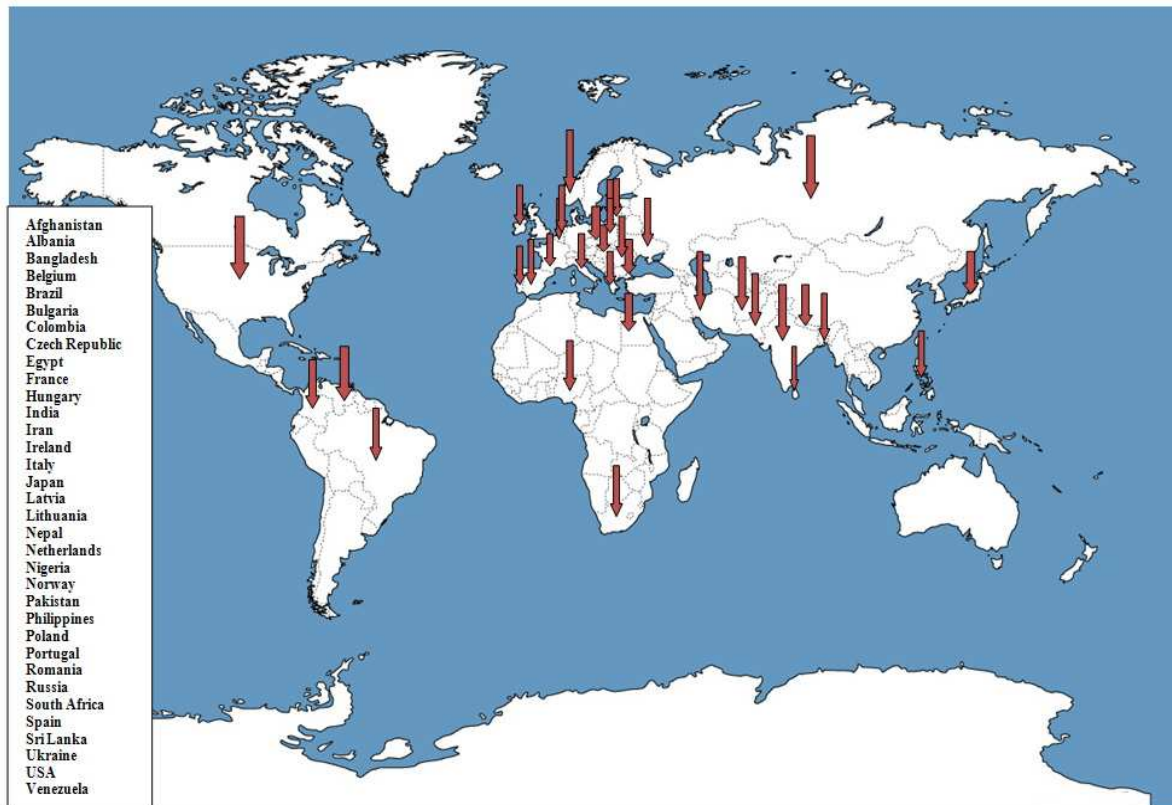 Afghanistan
Albania
Bangladesh
Belgium
Brazil
Bulgaria
Colombia
Czech Republic
Egypt
France
Hungary
India
Iran
Ireland
Italy
Japan
Latvia
Lithuania
Nepal
Netherlands
Nigeria
Norway
Pakistan
Philippines
Poland
Portugal
Romania
Russia
South Africa
Spain
Sri Lanka
Ukraine
USA
Venezuela